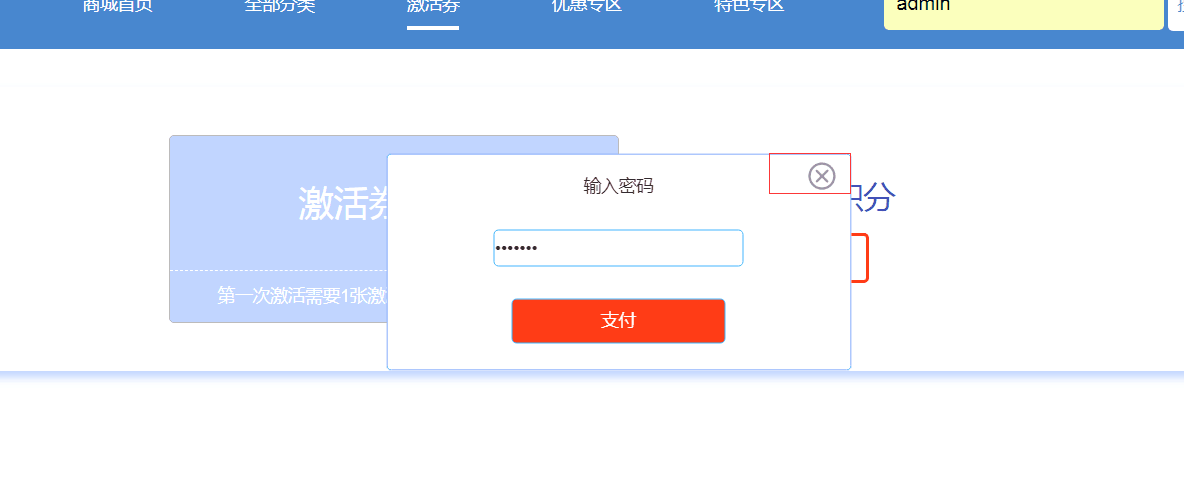 商城首页 全部分类 激活券 优惠专区 特色专区 admin
输入密码
激活券 积分
•••••••
第一次激活需要1张激
支付